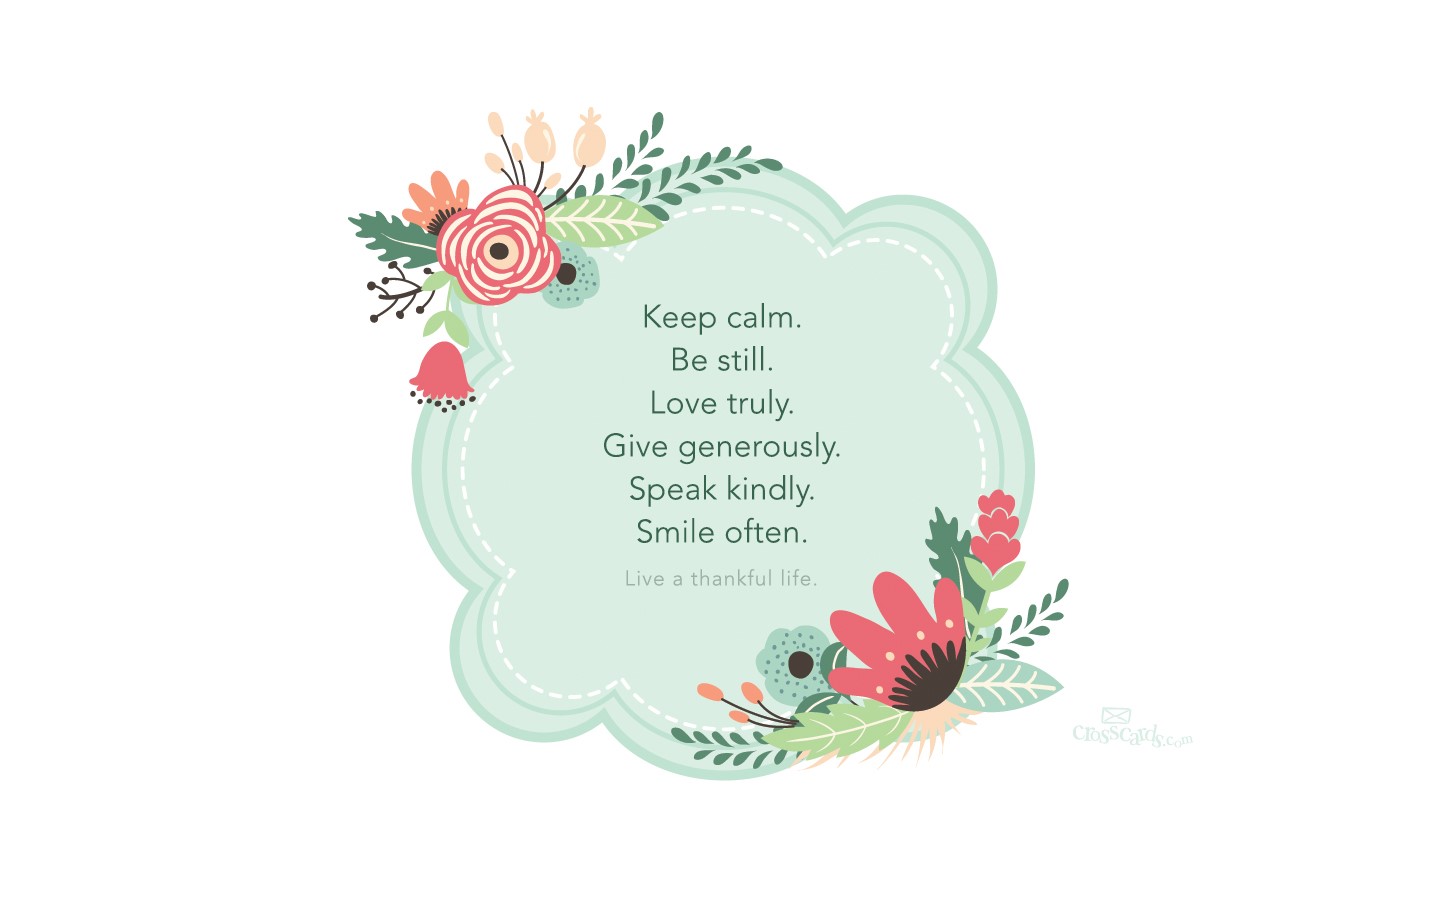 Keep calm.
Be still.
Love truly.
Give generously.
Speak kindly.
Smile often.
Live a thankful life.
crosscards.com